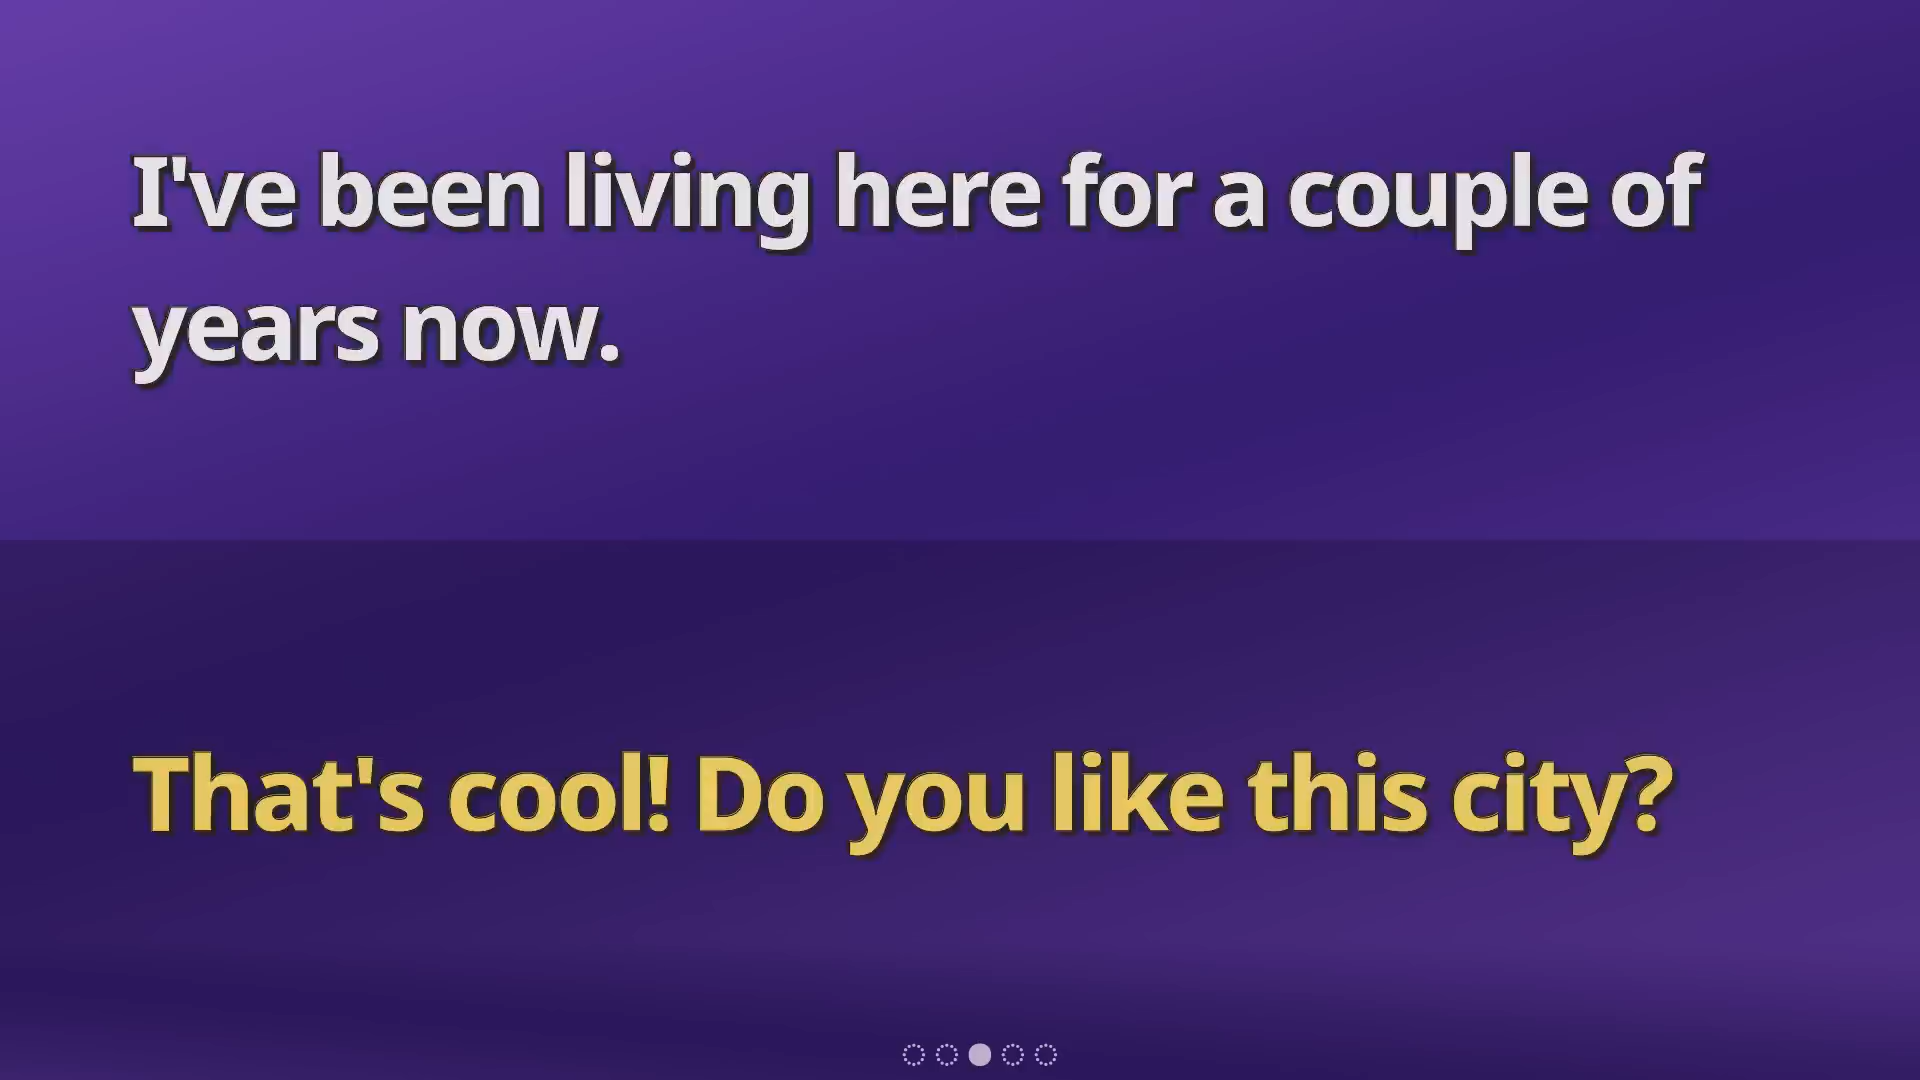 I've been living here for a couple of
years now.
That's cool! Do you like this city?